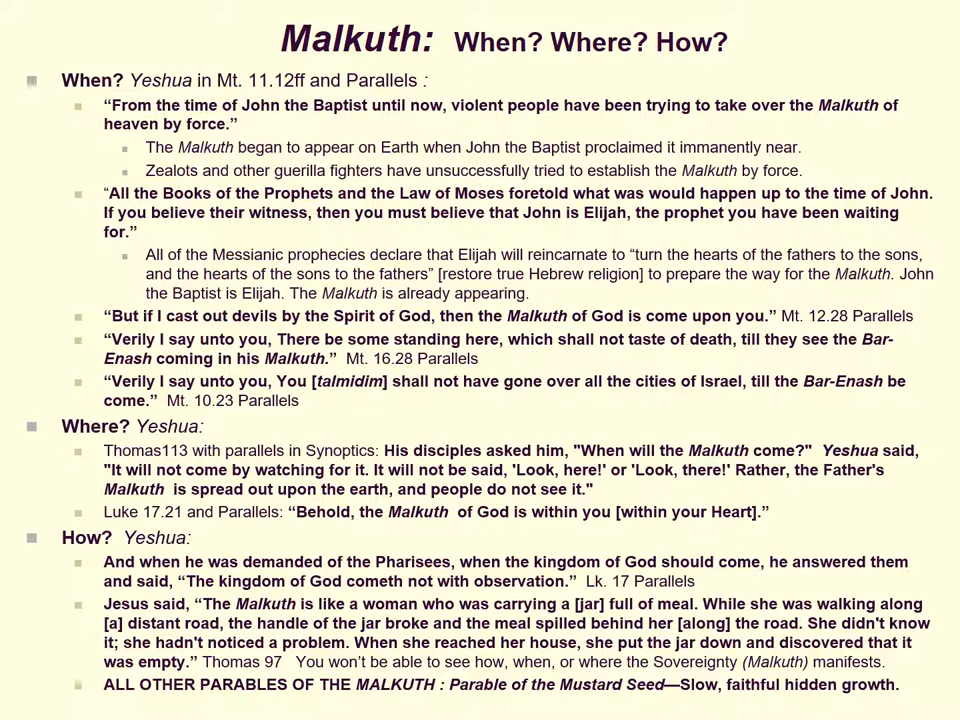 Malkuth: When? Where? How?
When? Yeshua in Mt. 11.12ff and Parallels :
“From the time of John the Baptist until now, violent people have been trying to take over the Malkuth of
heaven by force.”
The Malkuth began to appear on Earth when John the Baptist proclaimed it immanently near.
Zealots and other guerilla fighters have unsuccessfully tried to establish the Malkuth by force.
“All the Books of the Prophets and the Law of Moses foretold what was would happen up to the time of John.
If you believe their witness, then you must believe that John is Elijah, the prophet you have been waiting
for.”
All of the Messianic prophecies declare that Elijah will reincarnate to “turn the hearts of the fathers to the sons,
and the hearts of the sons to the fathers” [restore true Hebrew religion] to prepare the way for the Malkuth. John
the Baptist is Elijah. The Malkuth is already appearing.
“But if I cast out devils by the Spirit of God, then the Malkuth of God is come upon you.” Mt. 12.28 Parallels
“Verily I say unto you, There be some standing here, which shall not taste of death, till they see the Bar-
Enash coming in his Malkuth.” Mt. 16.28 Parallels
“Verily I say unto you, You [talmidim] shall not have gone over all the cities of Israel, till the Bar-Enash be
come.” Mt. 10.23 Parallels
Where? Yeshua:
Thomas113 with parallels in Synoptics: His disciples asked him, "When will the Malkuth come?" Yeshua said,
"It will not come by watching for it. It will not be said, 'Look, here!' or 'Look, there!' Rather, the Father's
Malkuth is spread out upon the earth, and people do not see it."
Luke 17.21 and Parallels: “Behold, the Malkuth of God is within you [within your Heart].”
How? Yeshua:
And when he was demanded of the Pharisees, when the kingdom of God should come, he answered them
and said, “The kingdom of God cometh not with observation.” Lk. 17 Parallels
Jesus said, “The Malkuth is like a woman who was carrying a [jar] full of meal. While she was walking along
[a] distant road, the handle of the jar broke and the meal spilled behind her [along] the road. She didn't know
it; she hadn't noticed a problem. When she reached her house, she put the jar down and discovered that it
was empty.” Thomas 97 You won’t be able to see how, when, or where the Sovereignty (Malkuth) manifests.
ALL OTHER PARABLES OF THE MALKUTH : Parable of the Mustard Seed—Slow, faithful hidden growth.